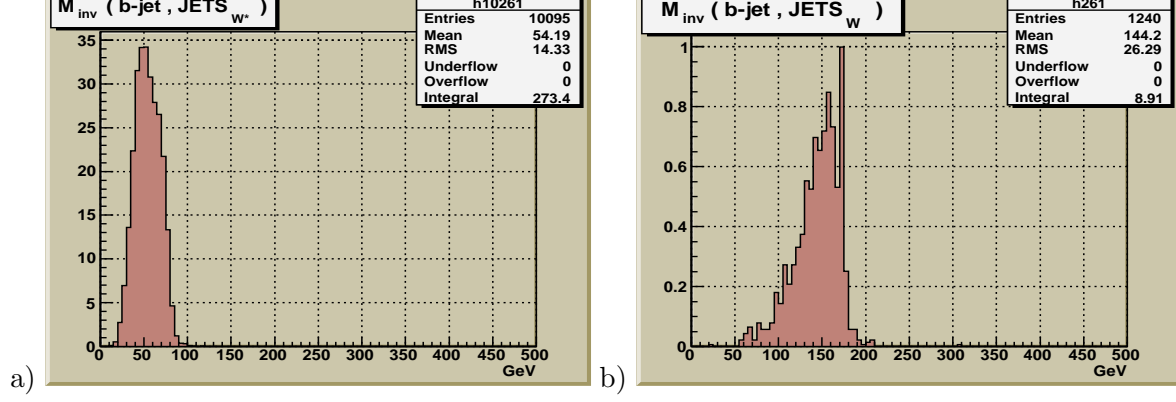 M inv ( b-jet , JETS W* )
h10261
Entries 10095
Mean 54.19
RMS 14.33
Underflow 0
Overflow 0
Integral 273.4
35
30
25
20
15
10
5
0
0 50 100 150 200 250 300 350 400 450 500
GeV
a)
M inv ( b-jet , JETS W )
h261
Entries 1240
Mean 144.2
RMS 26.29
Underflow 0
Overflow 0
Integral 8.91
1
0.8
0.6
0.4
0.2
0
0 50 100 150 200 250 300 350 400 450 500
GeV
b)